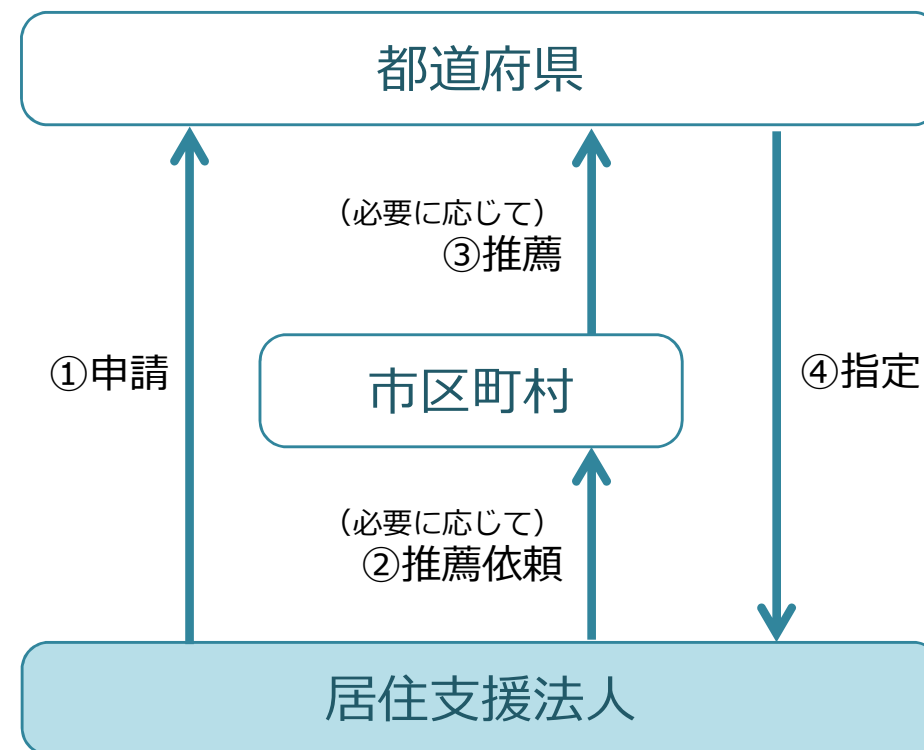 都道府県
（必要に応じて）
③推薦
①申請
市区町村
④指定
（必要に応じて）
②推薦依頼
居住支援法人